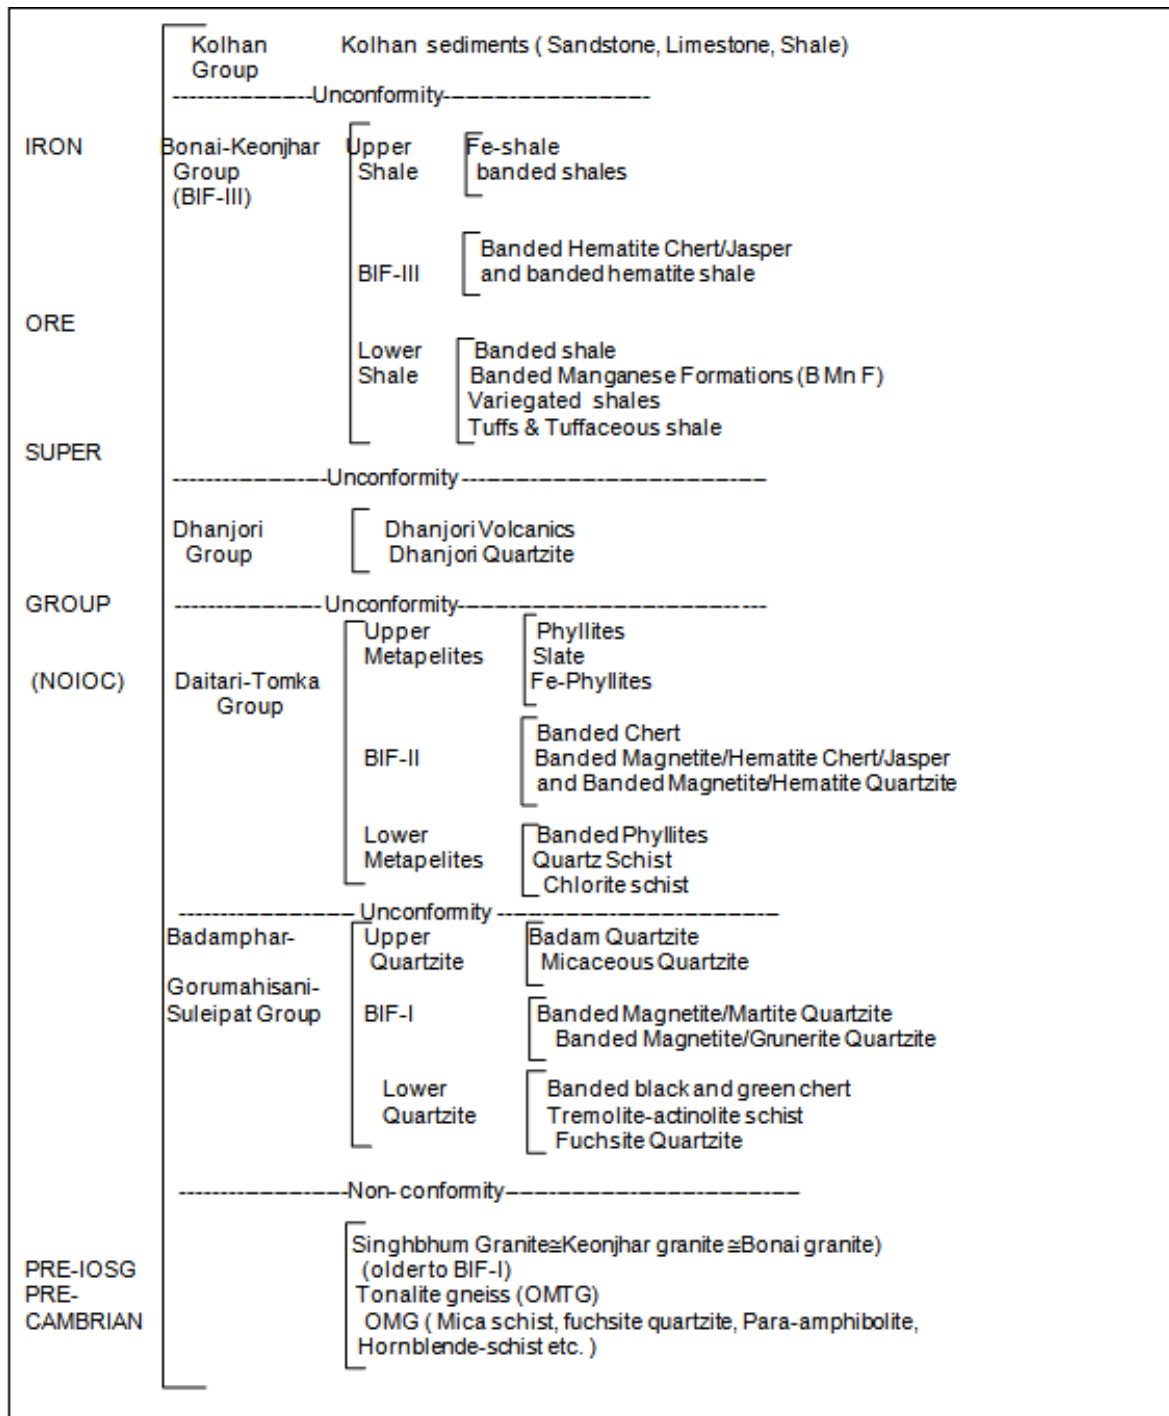 Kolhan Kolhan sediments ( Sandstone, Limestone, Shale)
Group
--------------------Unconformity-----------------------------
IRON Bonai-Keonjhar Upper Fe-shale
Group Shale banded shales
(BIF-III)
Banded Hematite Chert/Jasper
BIF-III and banded hematite shale
ORE
Lower Banded shale
Shale Banded Manganese Formations (B Mn F)
Variegated shales
Tuffs & Tuffaceous shale
SUPER
----------------------Unconformity-------------------------------------------
Dhanjori Dhanjori Volcanics
Group Dhanjori Quartzite
GROUP --------------------- Unconformity--------------------------------------------
Upper Phyllites
Metapelites Slate
(NOIOC) Daitari-Tomka Fe-Phyllites
Group
Banded Chert
BIF-II Banded Magnetite/Hematite Chert/Jasper
and Banded Magnetite/Hematite Quartzite
Lower Banded Phyllites
Metapelites Quartz Schist
Chlorite schist
------------------------- Unconformity ----------------------------------------
Badamphar- Upper Badam Quartzite
Quartzite Micaceous Quartzite
Gorumahisani-
Suleipat Group BIF-I Banded Magnetite/Martite Quartzite
Banded Magnetite/Grunerite Quartzite
Lower Banded black and green chert
Quartzite Tremolite-actinolite schist
Fuchsite Quartzite
------------------------Non- conformity------------------------------------------
Singhbhum Granite≅Keonjhar granite ≅Bonai granite)
PRE-IOSG (olderto BIF-I)
PRE- Tonalite gneiss (OMTG)
CAMBRIAN OMG ( Mica schist, fuchsite quartzite, Para-amphibolite,
Hornblende-schist etc. )